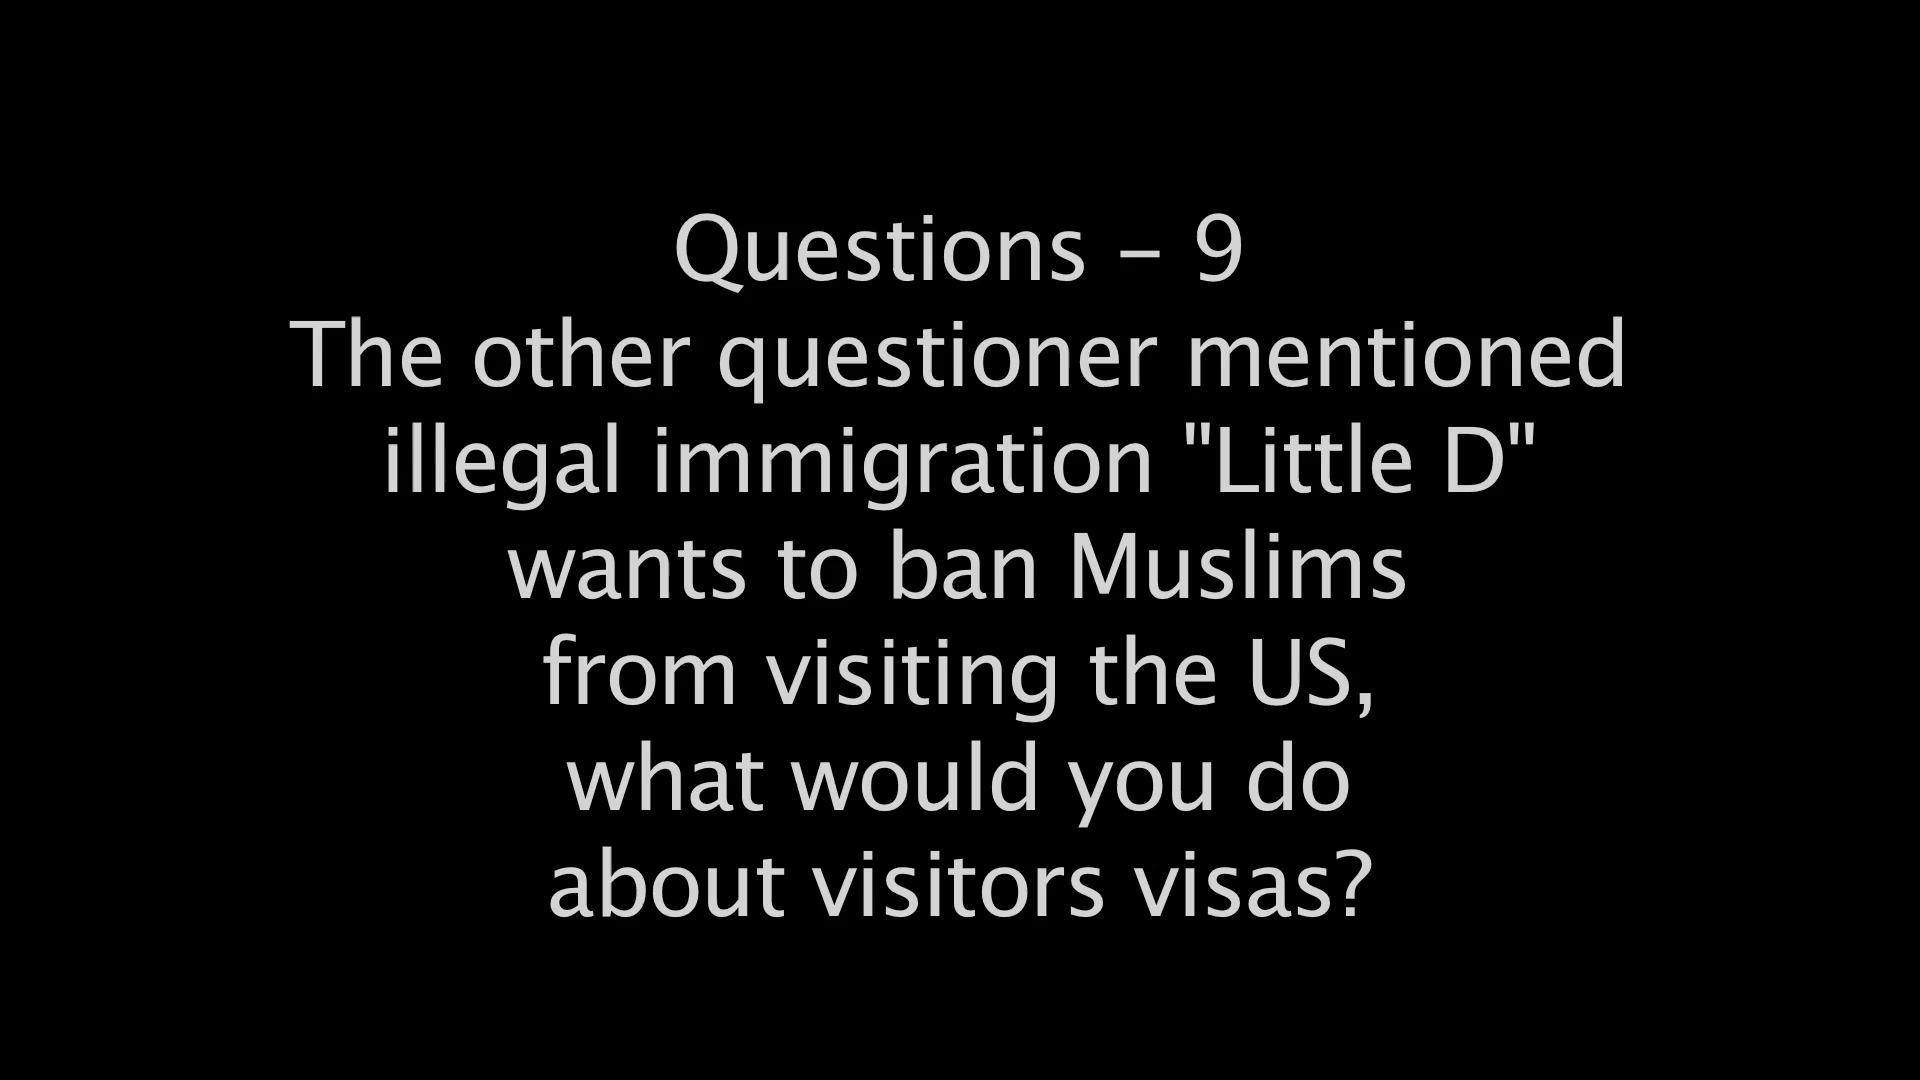 Questions - 9
The other questioner mentioned
illegal immigration "Little D"
wants to ban Muslims
from visiting the US,
what would you do
about visitors visas?